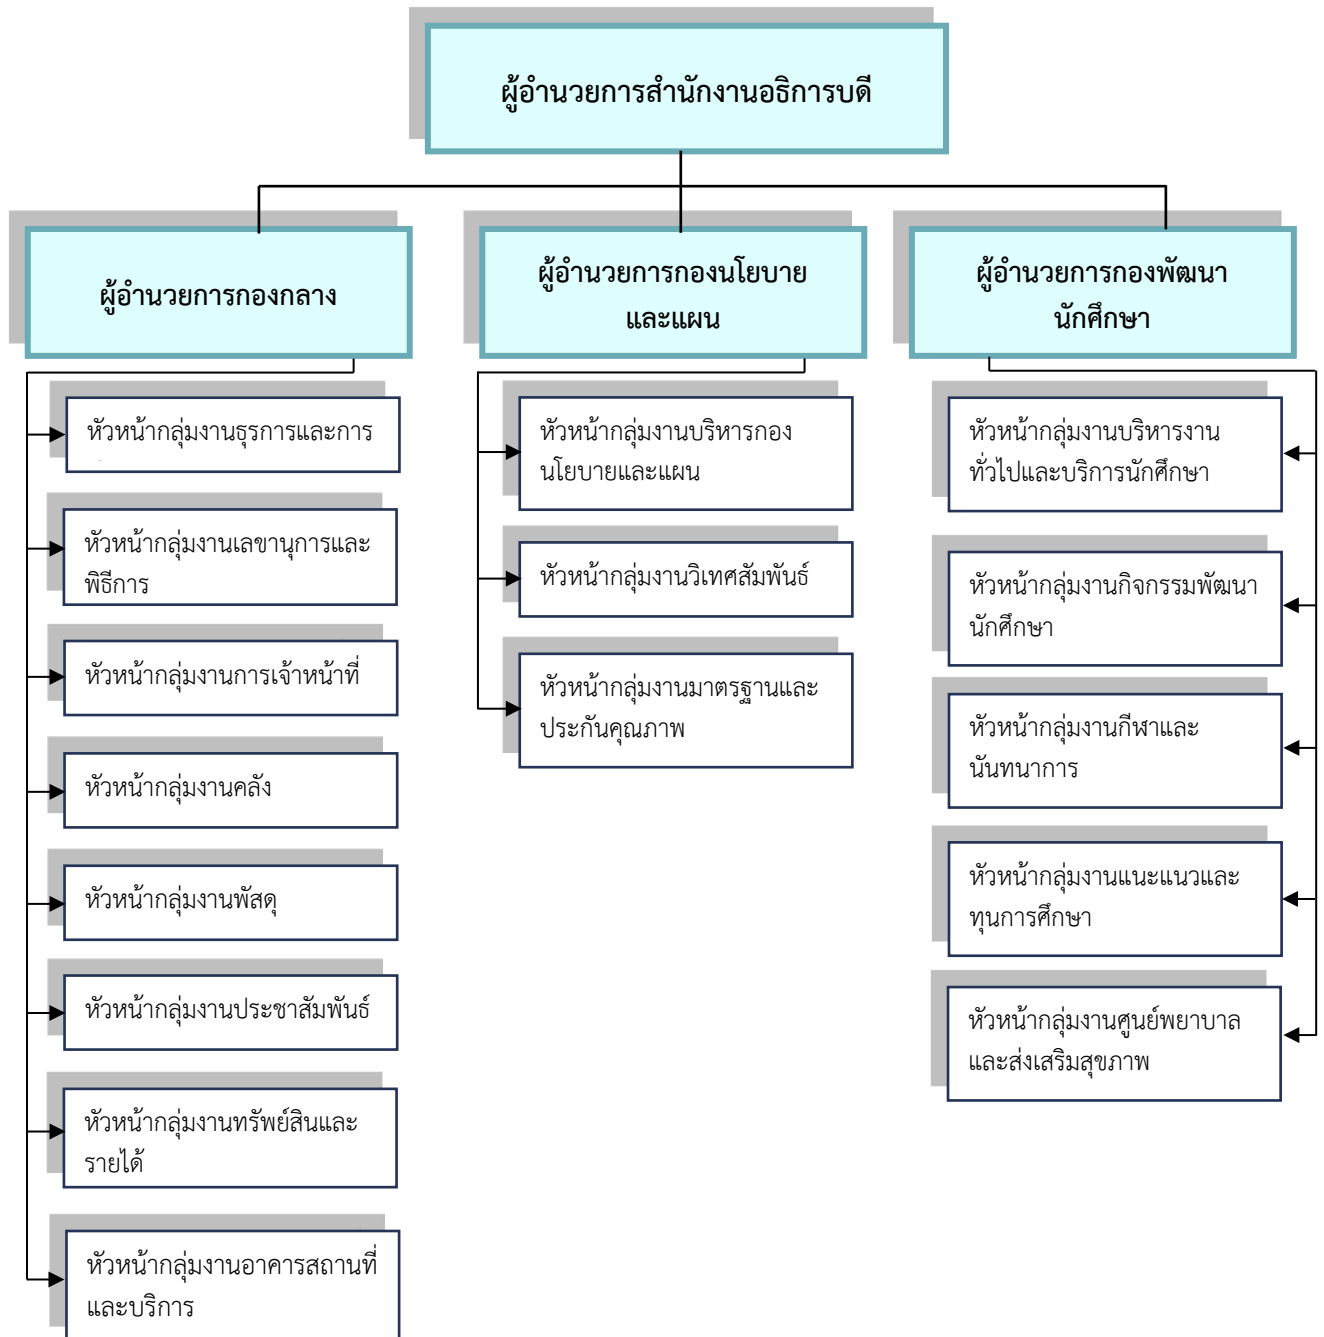 ผู้อำนวยการสำนักงานอธิการบดี
ผู้อำนวยการกองกลาง
หัวหน้ากลุ่มงานธุรการและการ
หัวหน้ากลุ่มงานเลขานุการและ
พิธีการ
หัวหน้ากลุ่มงานการเจ้าหน้าที่
หัวหน้ากลุ่มงานคลัง
หัวหน้ากลุ่มงานพัสดุ
หัวหน้ากลุ่มงานประชาสัมพันธ์
หัวหน้ากลุ่มงานทรัพย์สินและ
รายได้
หัวหน้ากลุ่มงานอาคารสถานที่
และบริการ
ผู้อำนวยการกองนโยบาย
และแผน
หัวหน้ากลุ่มงานบริหารกอง
นโยบายและแผน
หัวหน้ากลุ่มงานวิเทศสัมพันธ์
หัวหน้ากลุ่มงานมาตรฐานและ
ประกันคุณภาพ
ผู้อำนวยการกองพัฒนา
นักศึกษา
หัวหน้ากลุ่มงานบริหารงาน
ทั่วไปและบริการนักศึกษา
หัวหน้ากลุ่มงานกิจกรรมพัฒนา
นักศึกษา
หัวหน้ากลุ่มงานกีฬาและ
นันทนาการ
หัวหน้ากลุ่มงานแนะแนวและ
ทุนการศึกษา
หัวหน้ากลุ่มงานศูนย์พยาบาล
และส่งเสริมสุขภาพ